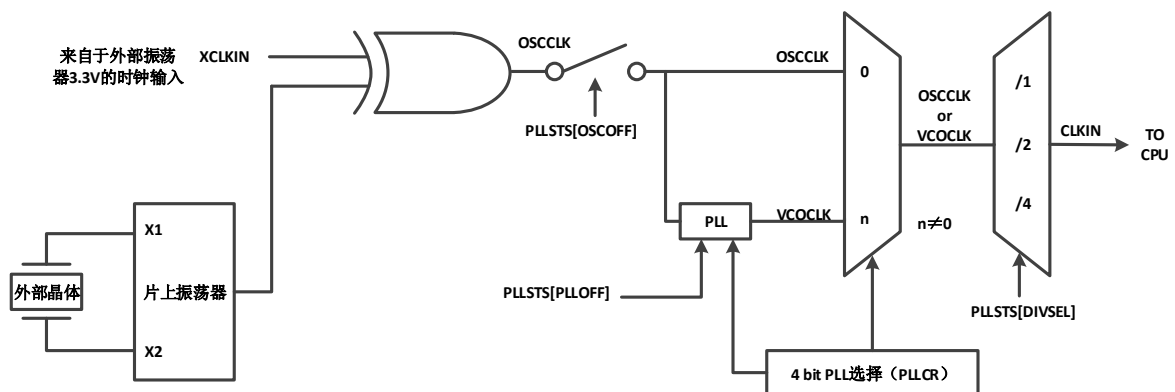 来自于外部振荡
器3.3V的时钟输入
XCLKIN
OSCCLK
PLLSTS[OSCOFF]
OSCCLK
0
OSCCLK
or
VCOCLK
/1
/2
/4
CLKIN
TO
CPU
PLL
VCOCLK
n
n≠0
PLLSTS[PLLOFF]
PLLSTS[DIVSEL]
X1
外部晶体
片上振荡器
X2
4 bit PLL选择（PLLCR）